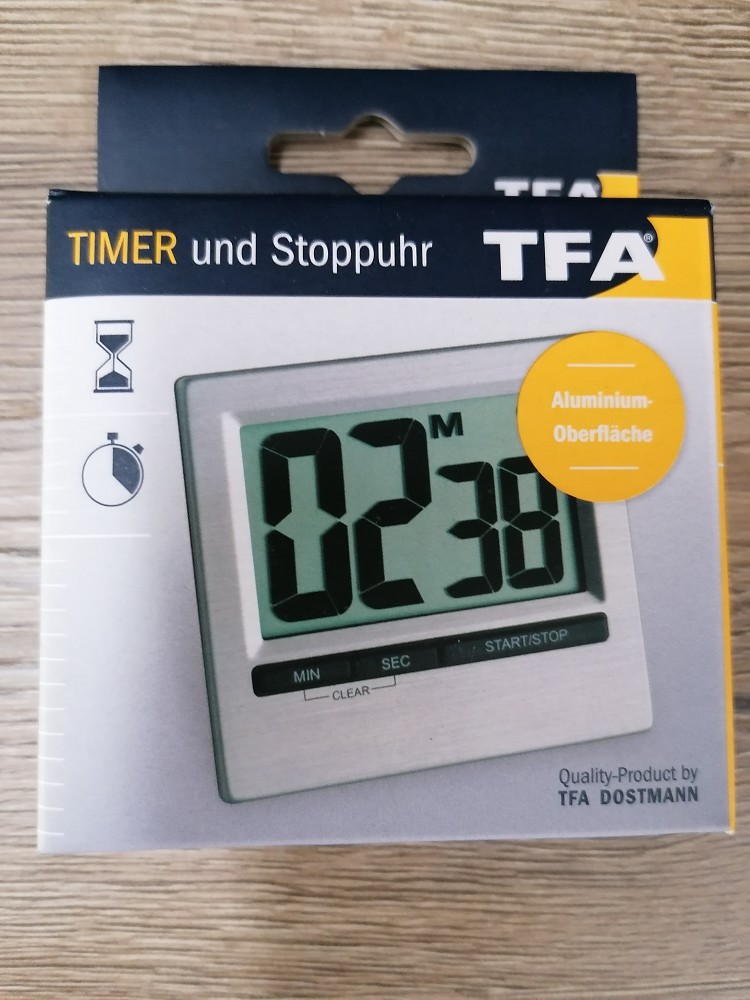 TFA
TIMER und Stoppuhr
TFA®
Aluminium-
Oberfläche
02 M 38
MIN SEC START/STOP
CLEAR
Quality-Product by
TFA DOSTMANN